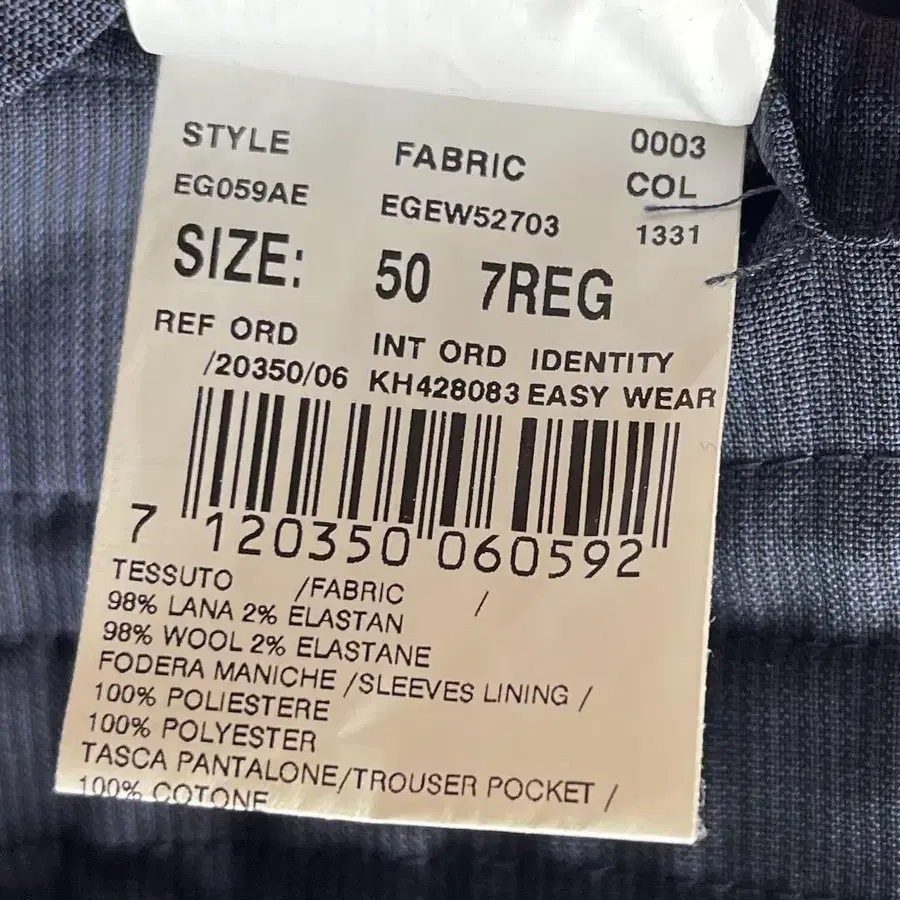 STYLE FABRIC 0003
EG059AE EGEW52703 COL
1331
SIZE: 50 7REG
REF ORD INT ORD IDENTITY
/20350/06 KH428083 EASY WEAR
7 120350 060592
TESSUTO /FABRIC /
98% LANA 2% ELASTAN
98% WOOL 2% ELASTANE
FODERA MANICHE /SLEEVES LINING /
100% POLIESTERE
100% POLYESTER
TASCA PANTALONE/TROUSER POCKET /
100% COTONE